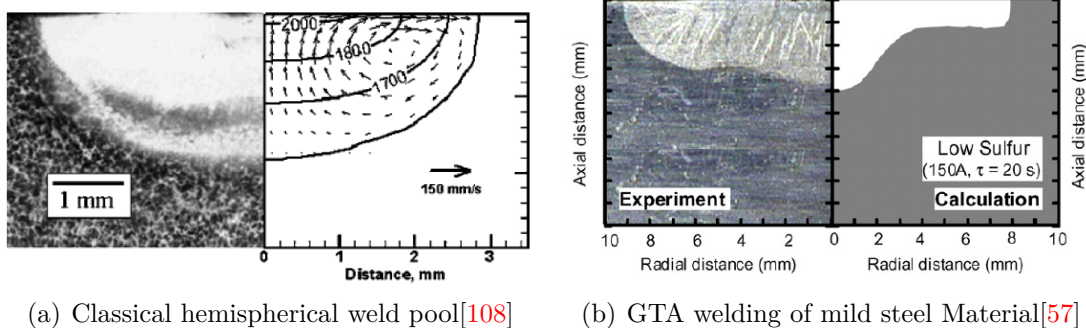 2000
1800
1700
1 mm
150 mm/s
0 1 2 3
Distance, mm
Axial distance (mm)
Experiment
10 8 6 4 2
Radial distance (mm)
Low Sulfur
(150A, τ = 20 s)
Calculation
0 2 4 6 8 10
Radial distance (mm)
Axial distance (mm)
(a) Classical hemispherical weld pool[108]
(b) GTA welding of mild steel Material[57]